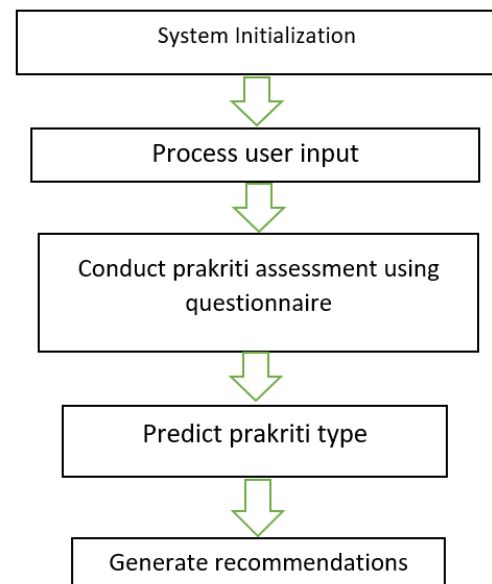 System Initialization
Process user input
Conduct prakriti assessment using
questionnaire
Predict prakriti type
Generate recommendations